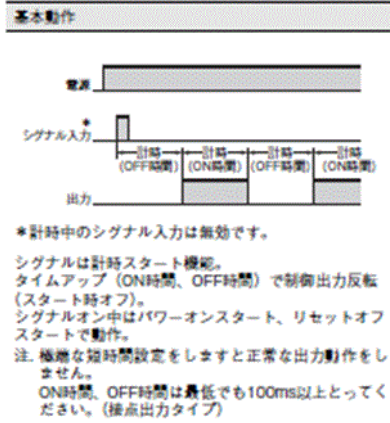 基本動作
電源
*
シグナル入力
計時 計時 計時 計時
(OFF時間) (ON時間) (OFF時間) (ON時間)
出力
*計時中のシグナル入力は無効です。
シグナルは計時スタート機能。
タイムアップ（ON時間、OFF時間）で制御出力反転
(スタート時オフ)。
シグナルオン中はパワーオンスタート、リセットオフ
スタートで動作。
注. 極端な短時間設定をしますと正常な出力動作をし
ません。
ON時間、OFF時間は最低でも100ms以上とってく
ださい。(接点出力タイプ)